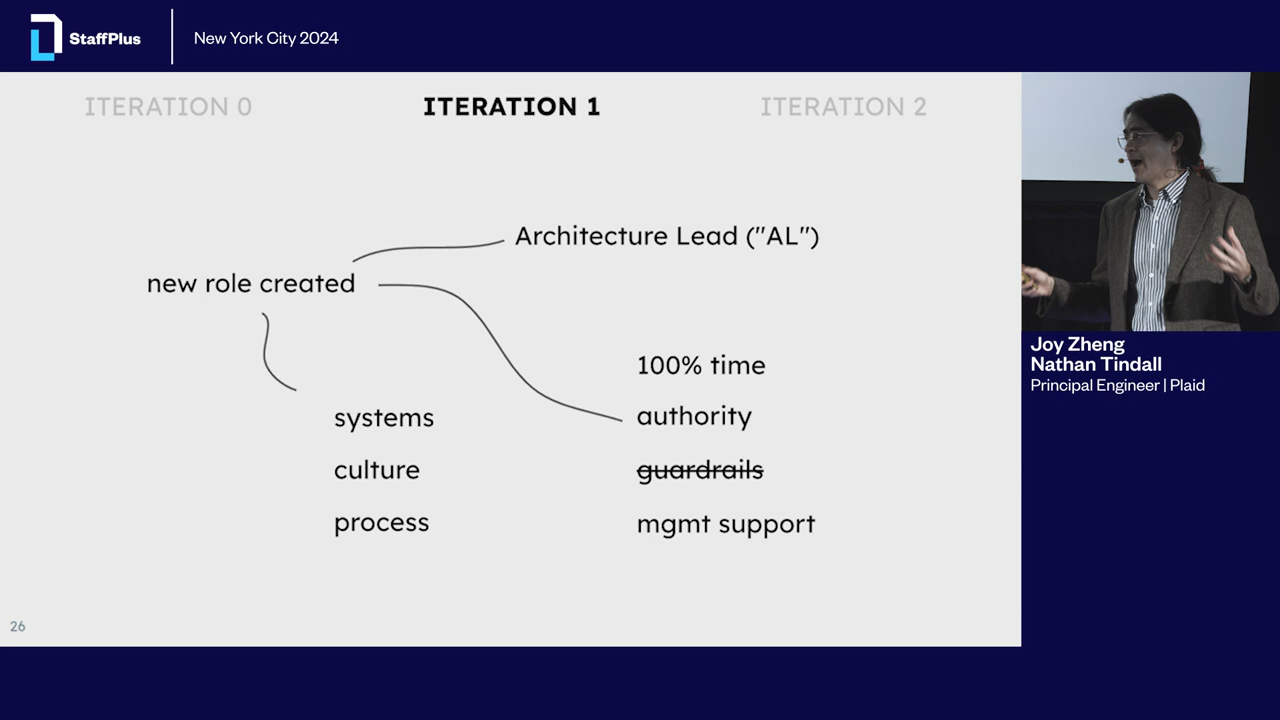 StaffPlus
New York City 2024
ITERATION 0
ITERATION 1
ITERATION 2
Architecture Lead ("AL")
new role created
100% time
systems
authority
culture
guardrails
process
mgmt support
26
Joy Zheng
Nathan Tindall
Principal Engineer | Plaid